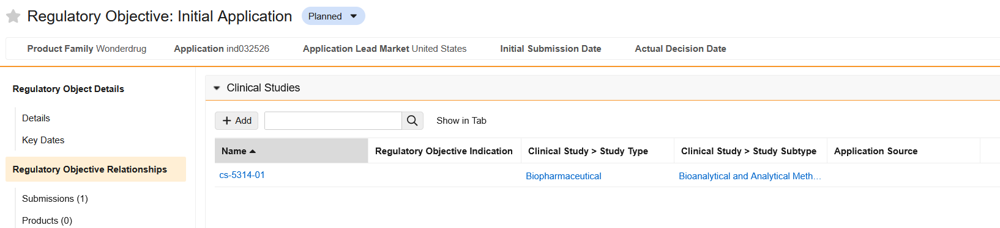 Regulatory Objective: Initial Application Planned
Product Family Wonderdrug Application ind032526 Application Lead Market United States Initial Submission Date Actual Decision Date
Regulatory Object Details
Details
Key Dates
Regulatory Objective Relationships
Submissions (1)
Products (0)
Clinical Studies
+ Add Show in Tab
Name Regulatory Objective Indication Clinical Study > Study Type Clinical Study > Study Subtype Application Source
cs-5314-01 Biopharmaceutical Bioanalytical and Analytical Meth...